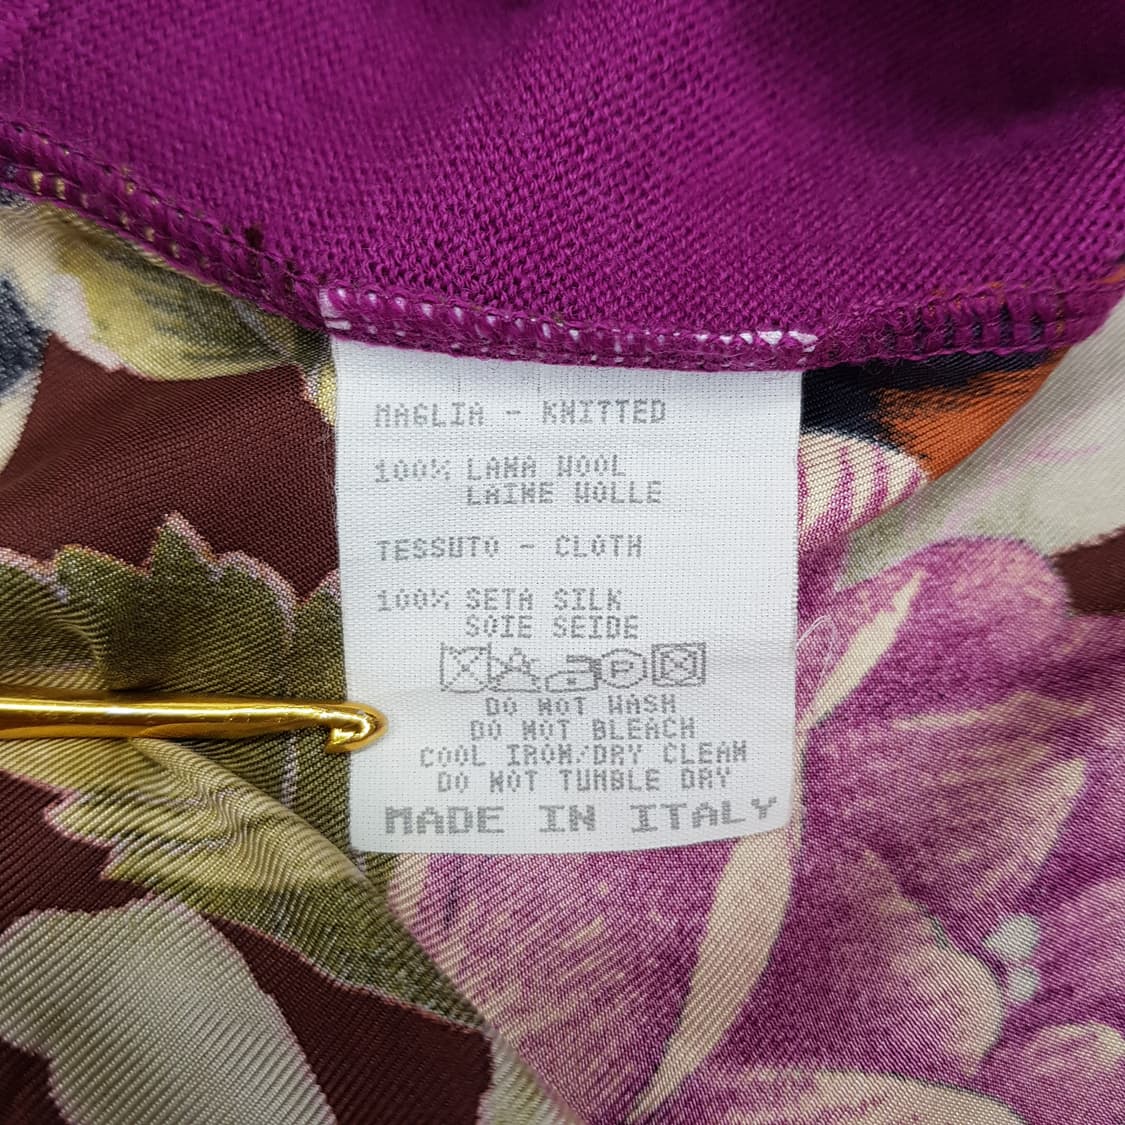 MAGLIA - KNITTED
100% LANA WOOL
LAINE WOLLE
TESSUTO - CLOTH
100% SETA SILK
SOIE SEIDE
P
DO NOT WASH
DO NOT BLEACH
COOL IRON/DRY CLEAN
DO NOT TUMBLE DRY
MADE IN ITALY